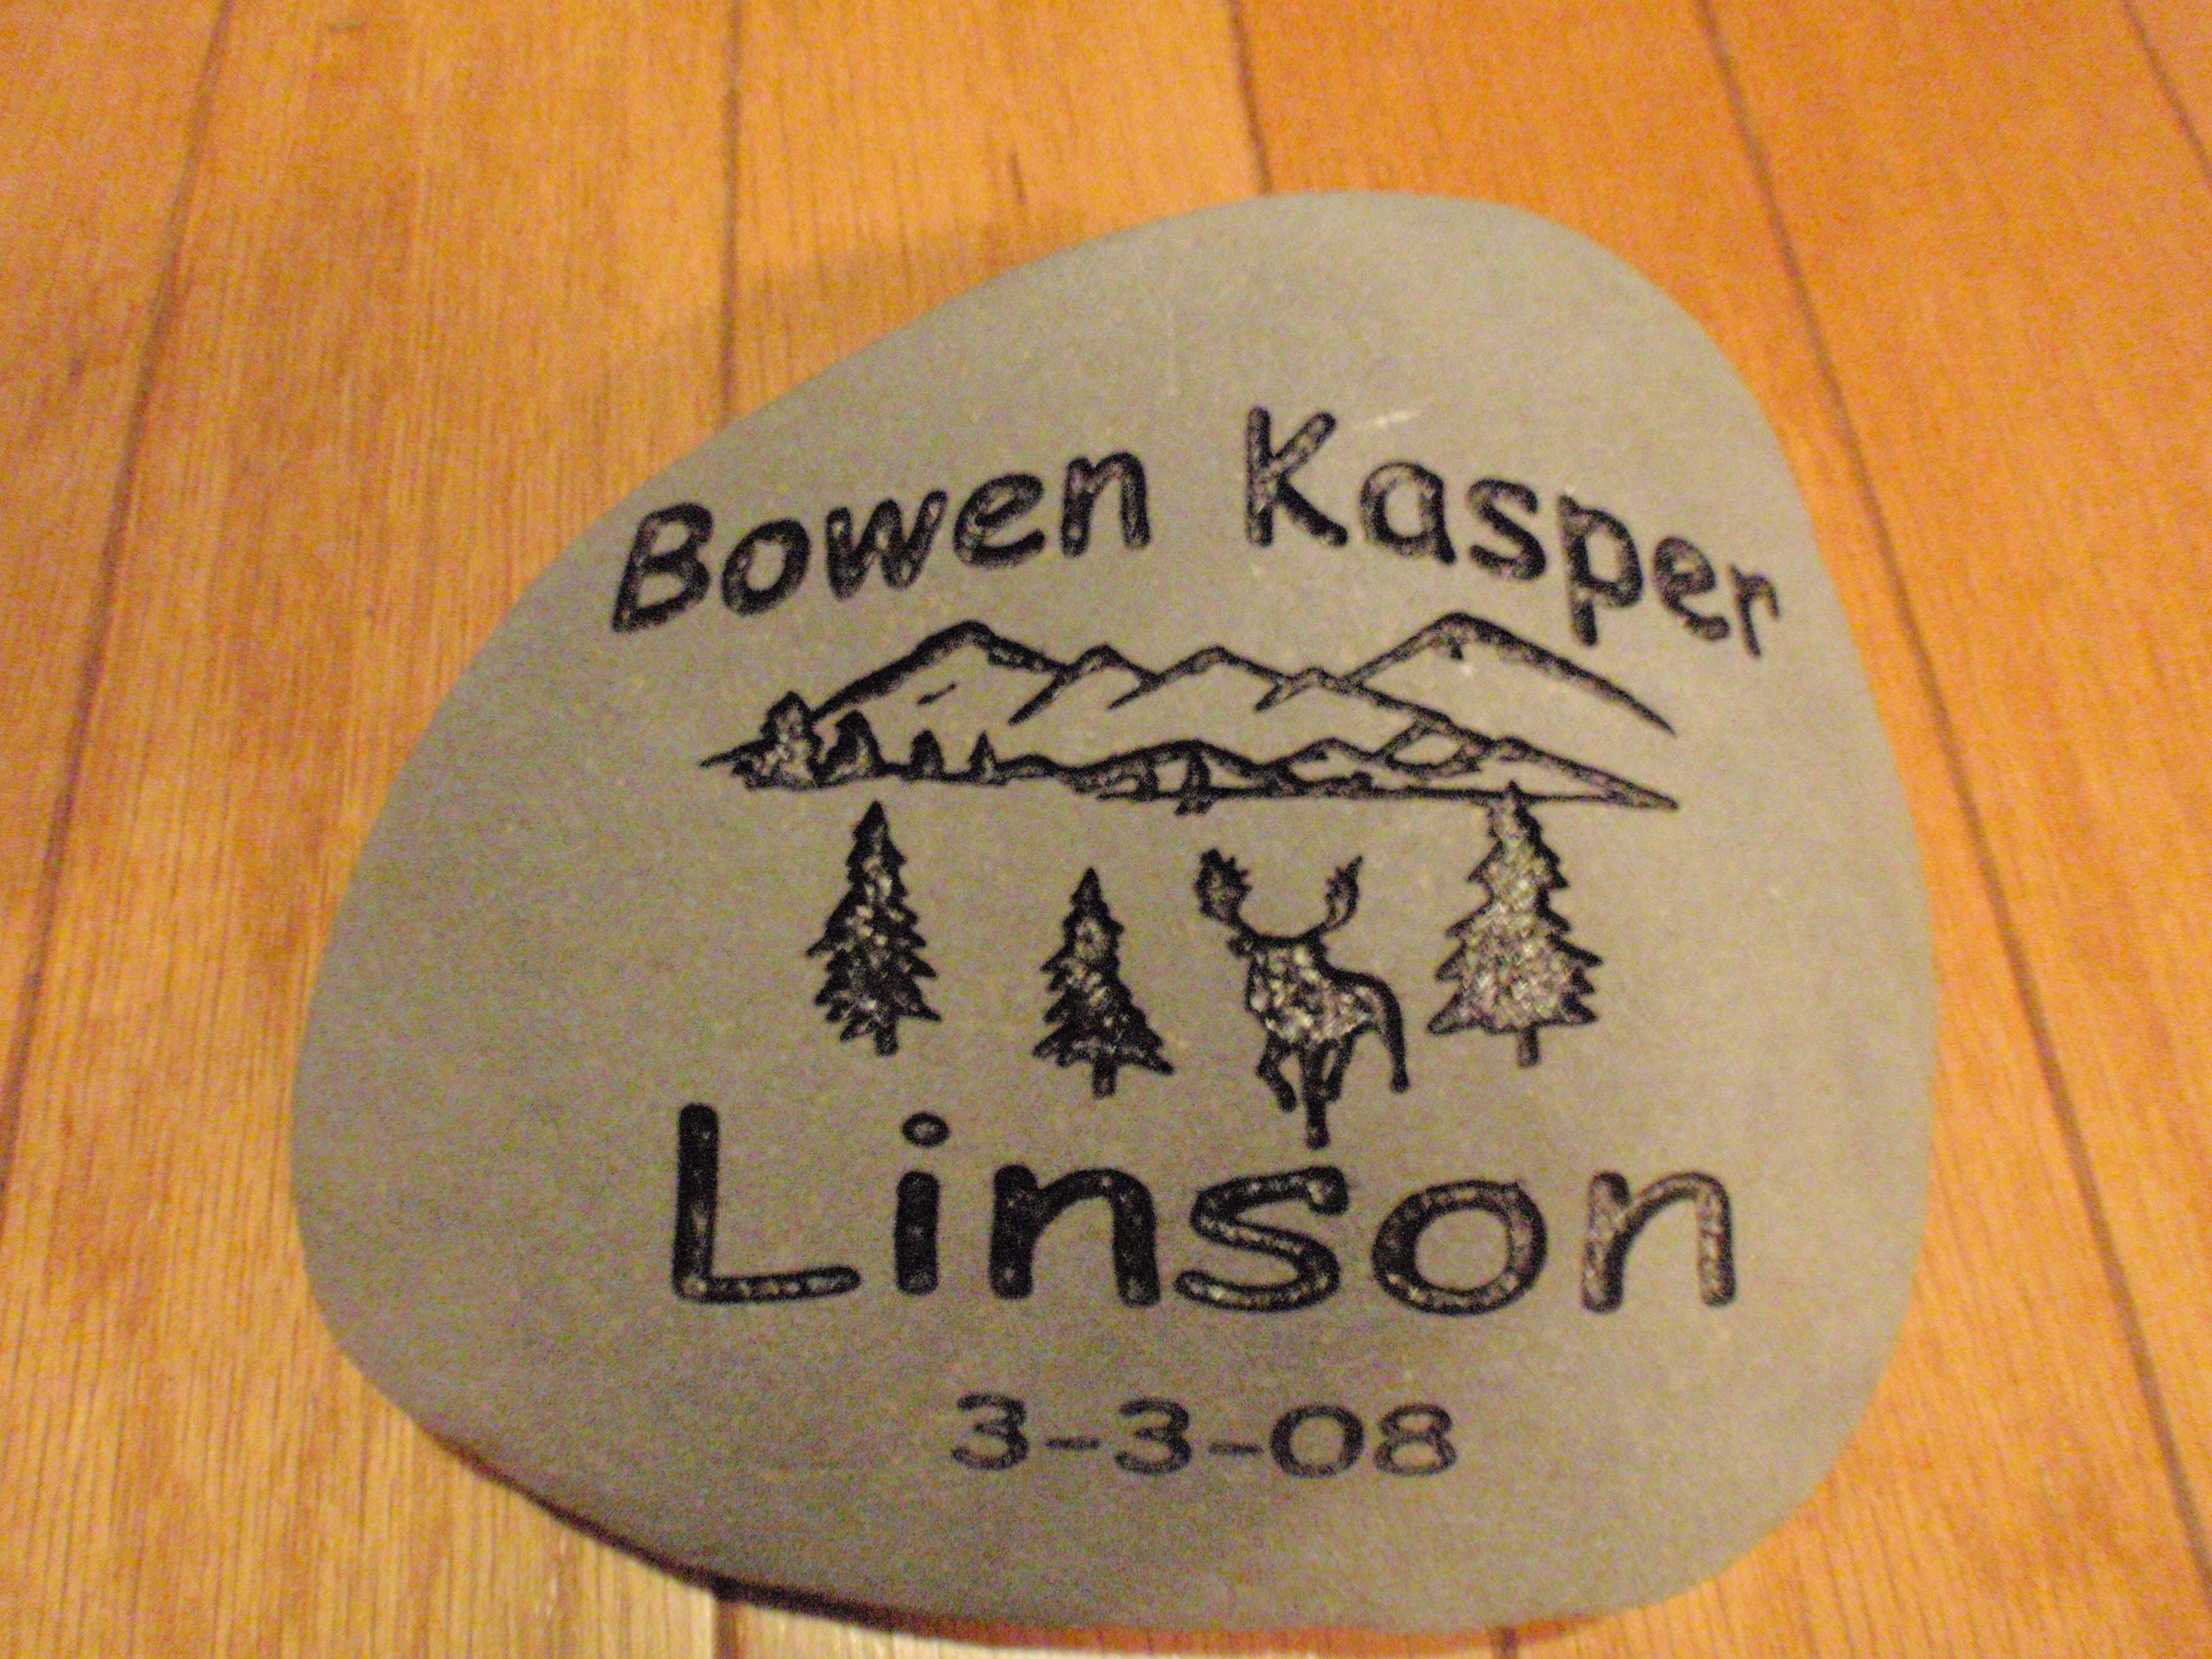 Bowen Kasper
Linson
3-3-08